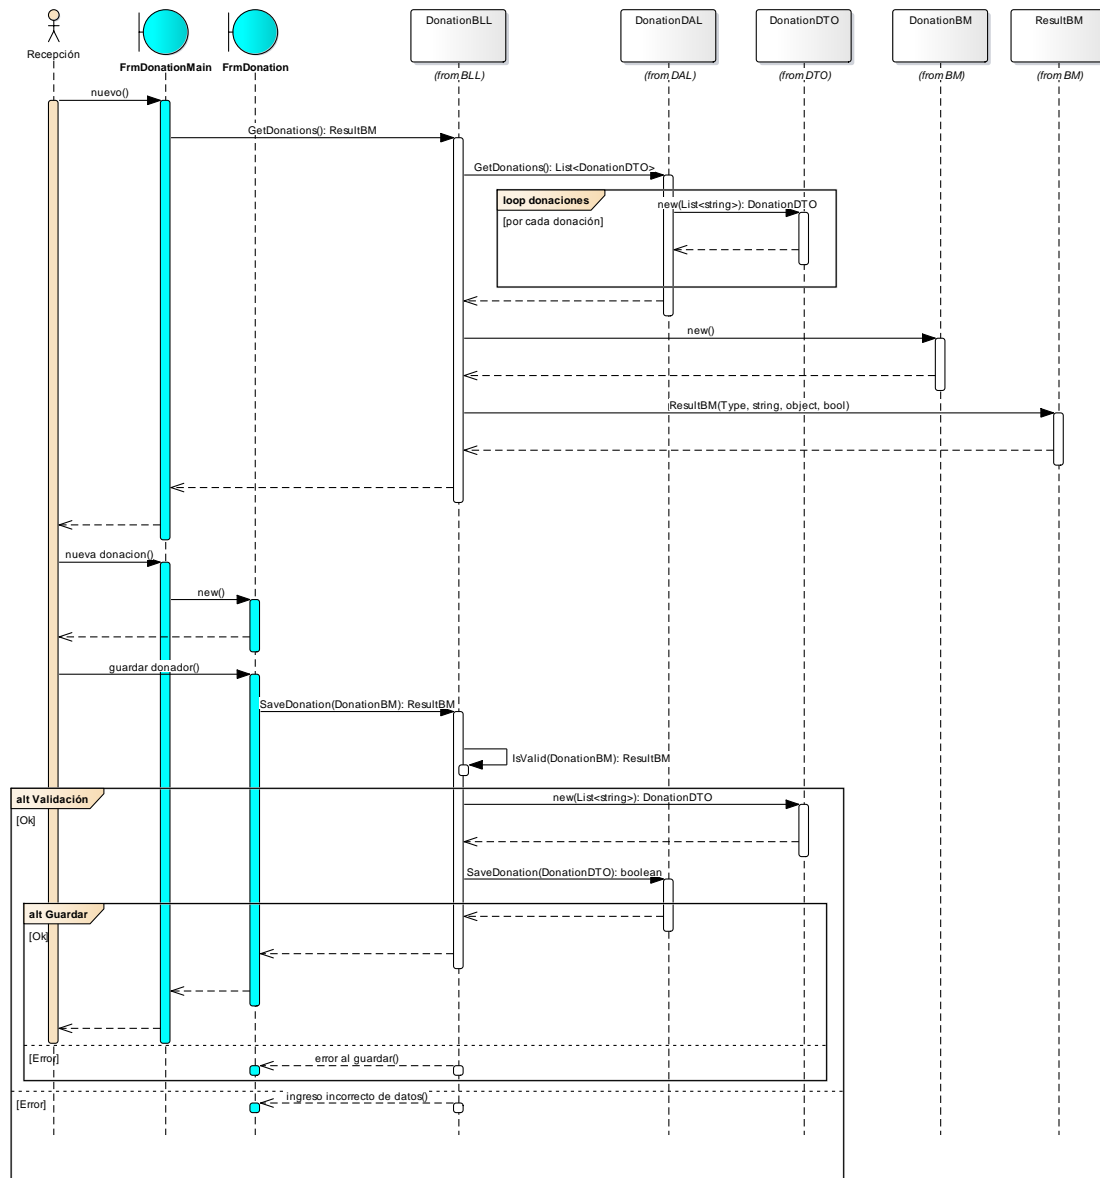 DonationBLL
DonationDAL
DonationDTO
DonationBM
ResultBM
Recepción
FrmDonationMain
FrmDonation
(from BLL)
(from DAL)
(from DTO)
(from BM)
(from BM)
nuevo()
GetDonations(): ResultBM
GetDonations(): List<DonationDTO>
loop donaciones
new(List<string>): DonationDTO
[por cada donación]
new()
ResultBM(Type, string, object, bool)
nueva donacion()
new()
guardar donador()
SaveDonation(DonationBM): ResultBM
IsValid(DonationBM): ResultBM
alt Validación
new(List<string>): DonationDTO
[Ok]
SaveDonation(DonationDTO): boolean
alt Guardar
[Ok]
[Error]
error al guardar()
[Error]
ingreso incorrecto de datos()